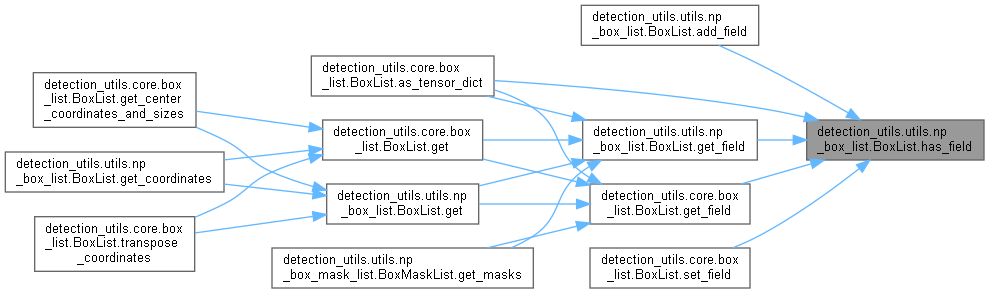 detection_utils.utils.np
_box_list.BoxList.add_field
detection_utils.core.box
_list.BoxList.as_tensor_dict
detection_utils.core.box
_list.BoxList.get_center
_coordinates_and_sizes
detection_utils.core.box
_list.BoxList.get
detection_utils.utils.np
_box_list.BoxList.get_field
detection_utils.utils.np
_box_list.BoxList.has_field
detection_utils.utils.np
_box_list.BoxList.get_coordinates
detection_utils.utils.np
_box_list.BoxList.get
detection_utils.core.box
_list.BoxList.get_field
detection_utils.core.box
_list.BoxList.transpose
_coordinates
detection_utils.utils.np
_box_mask_list.BoxMaskList.get_masks
detection_utils.core.box
_list.BoxList.set_field